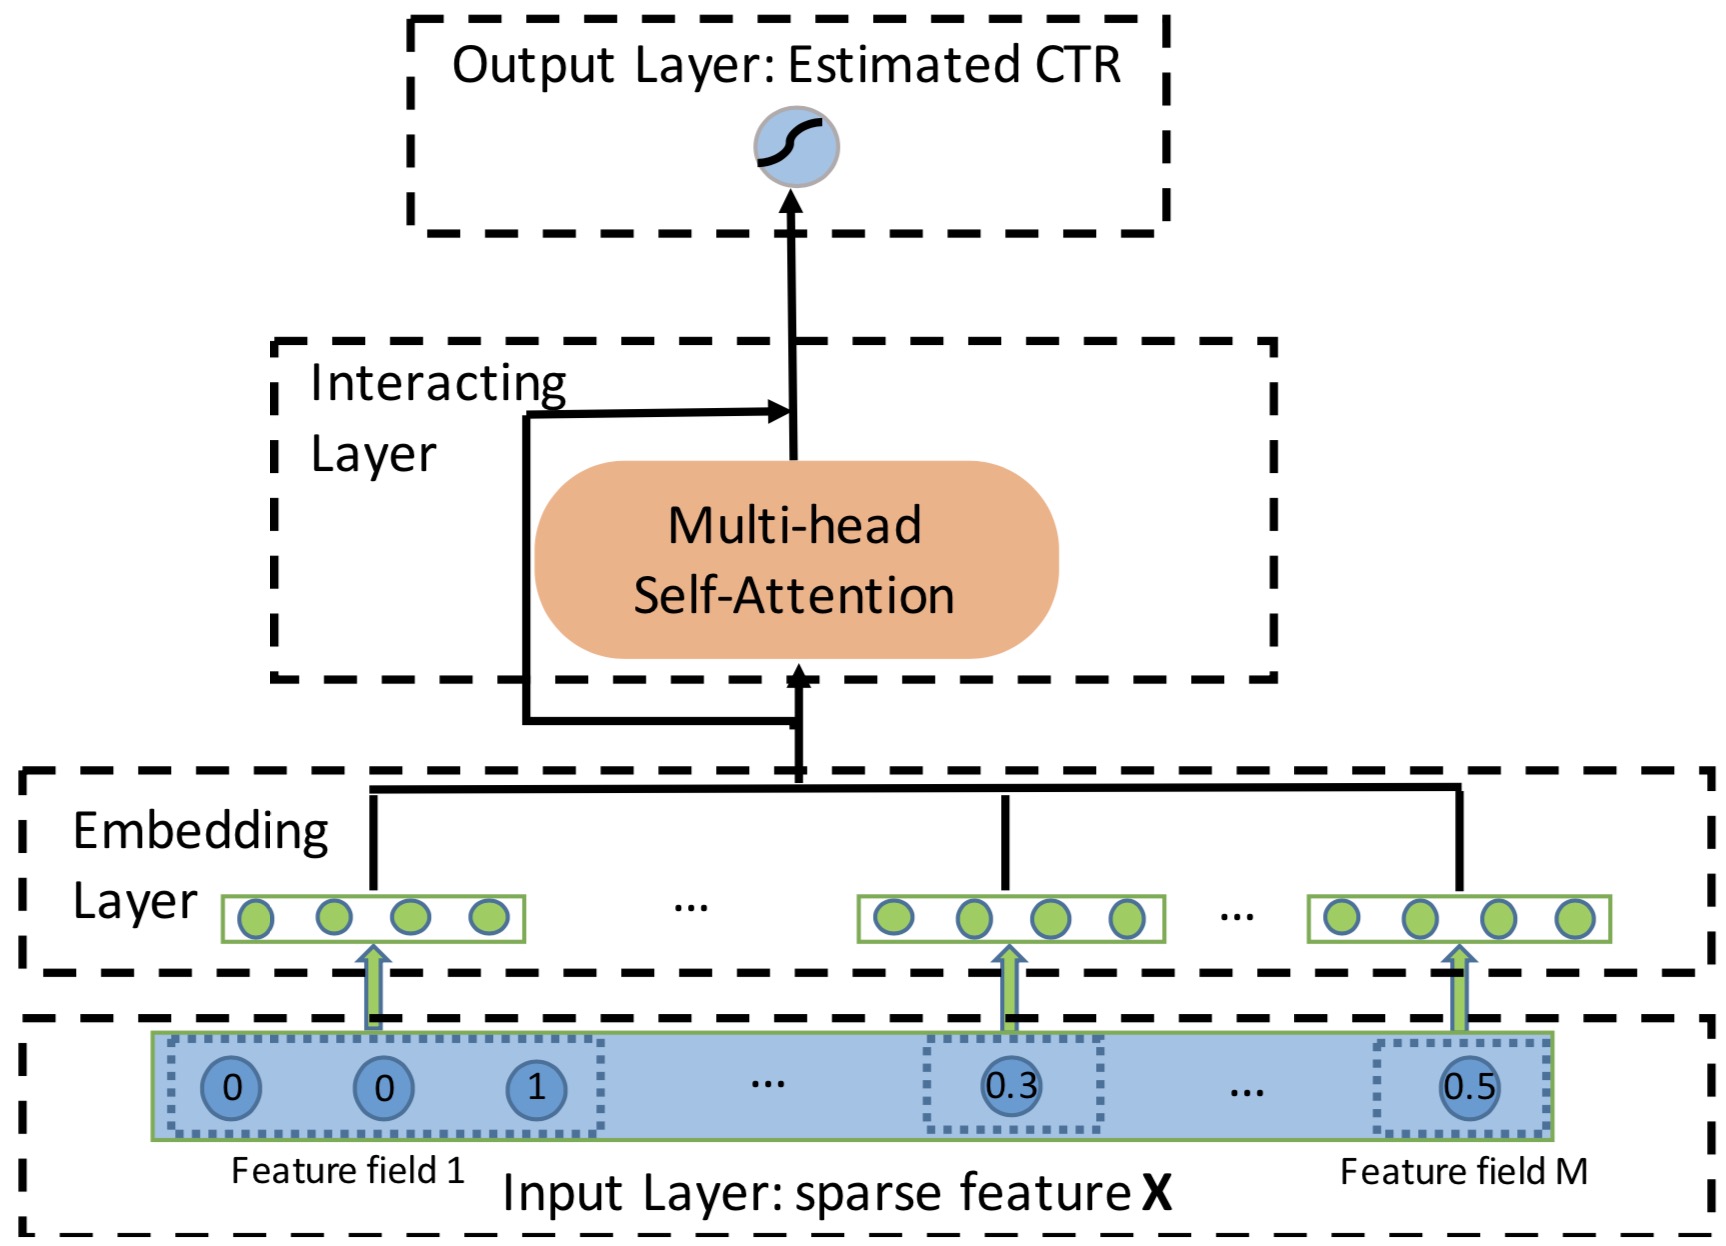 Output Layer: Estimated CTR
Interacting
Layer
Multi-head
Self-Attention
Embedding
Layer
... ...
0 0 1 ... 0.3 ... 0.5
Feature field 1
Feature field M
Input Layer: sparse feature X